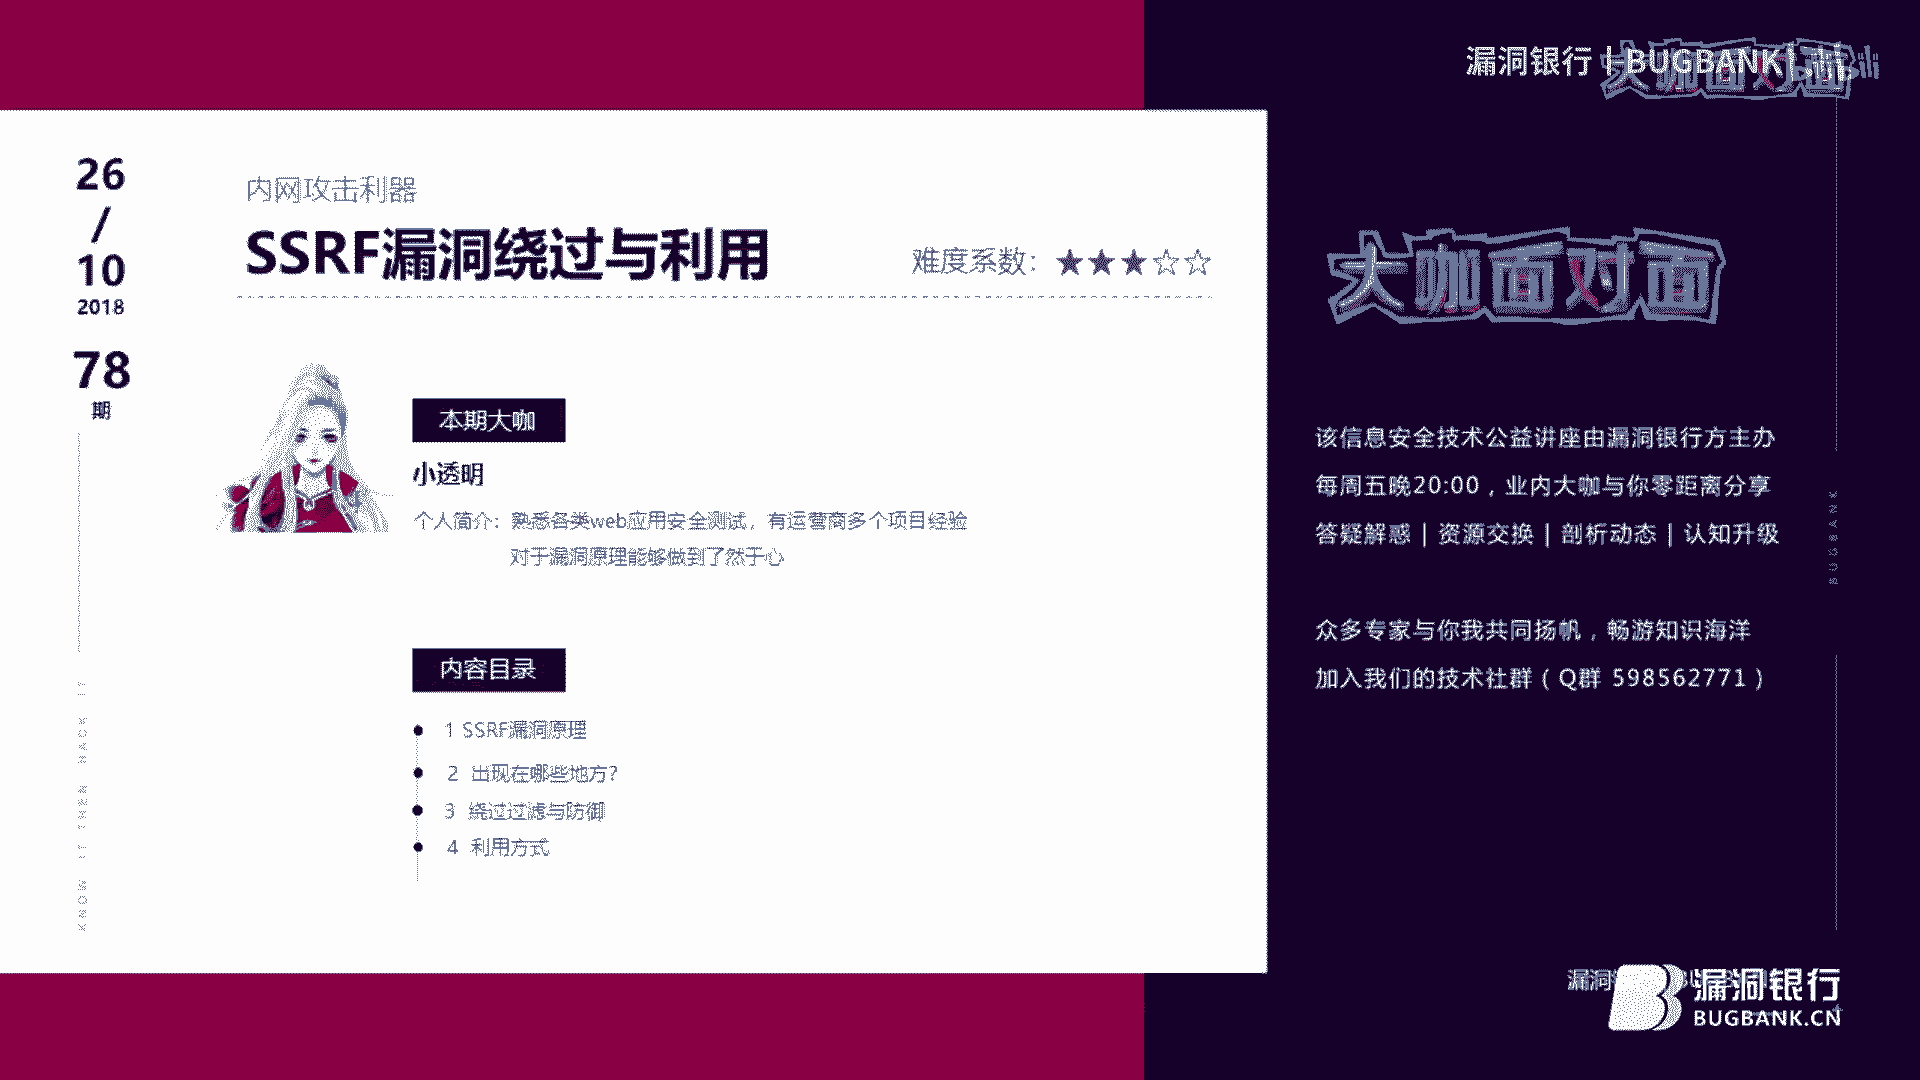 漏洞银行 | BUGBANK |
26
/
10
2018
78
期
KNOW IT THEN HACK IT
内网攻击利器
SSRF漏洞绕过与利用
难度系数：★★★☆☆
本期大咖
小透明
个人简介：熟悉各类web应用安全测试，有运营商多个项目经验
对于漏洞原理能够做到了然于心
内容目录
1 SSRF漏洞原理
2 出现在哪些地方?
3 绕过过滤与防御
4 利用方式
大咖面对面
大咖面对面
该信息安全技术公益讲座由漏洞银行方主办
每周五晚20:00，业内大咖与你零距离分享
答疑解惑 | 资源交换 | 剖析动态 | 认知升级
众多专家与你我共同扬帆，畅游知识海洋
加入我们的技术社群（Q群 598562771）
BUGBANK
漏洞
漏洞银行
BUGBANK.CN